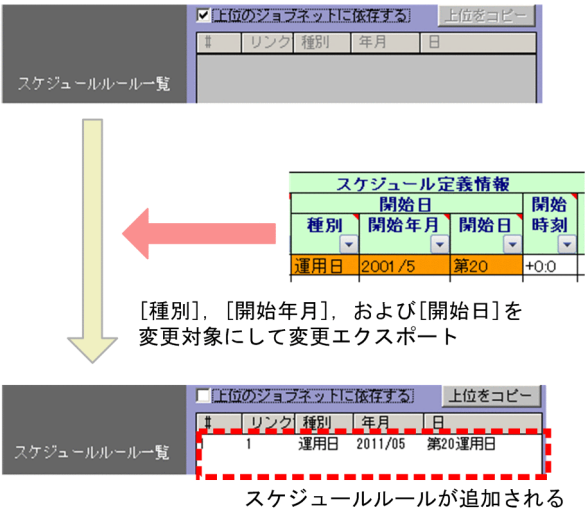 上位のジョブネットに依存する 上位をコピー
# リンク 種別 年月 日
スケジュールルール一覧
スケジュール定義情報
開始日 開始
種別 開始年月 開始日 時刻
運用日 2001/5 第20 +0:0
[種別]，[開始年月]，および[開始日]を
変更対象にして変更エクスポート
上位のジョブネットに依存する 上位をコピー
# リンク 種別 年月 日
1 1 運用日 2011/05 第20運用日
スケジュールルール一覧
スケジュールルールが追加される